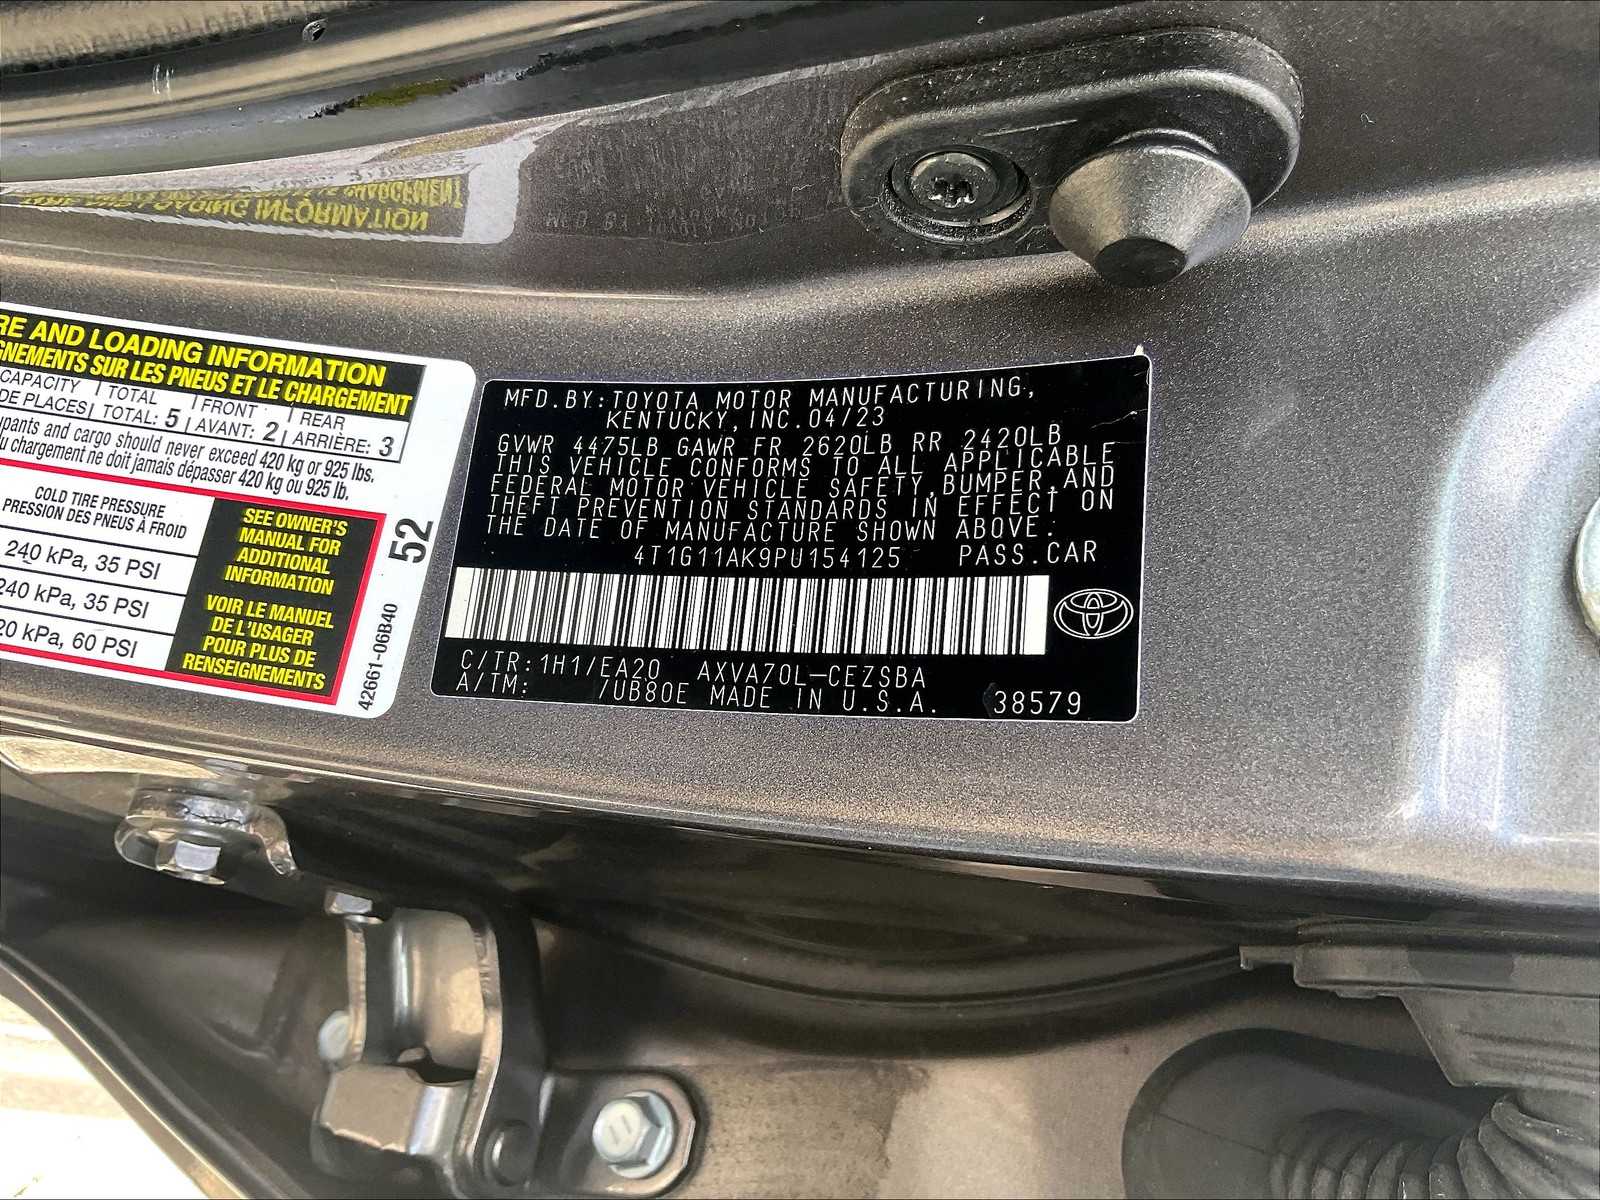 RE AND LOADING INFORMATION
GNEMENTS SUR LES PNEUS ET LE CHARGEMENT
CAPACITY TOTAL FRONT REAR
DE PLACES TOTAL: 5 AVANT: 2 ARRIÈRE: 3
upants and cargo should never exceed 420 kg or 925 lbs.
u chargement ne doit jamais dépasser 420 kg ou 925 lb.
COLD TIRE PRESSURE
PRESSION DES PNEUS À FROID
240 kPa, 35 PSI
240 kPa, 35 PSI
20 kPa, 60 PSI
SEE OWNER'S
MANUAL FOR
ADDITIONAL
INFORMATION
VOIR LE MANUEL
DE L'USAGER
POUR PLUS DE
RENSEIGNEMENTS
52
42661-06B40
MFD.BY:TOYOTA MOTOR MANUFACTURING,
KENTUCKY, INC.04/23
GVWR 4475LB GAWR FR 2620LB RR 2420LB
THIS VEHICLE CONFORMS TO ALL APPLICABLE
FEDERAL MOTOR VEHICLE SAFETY, BUMPER, AND
THEFT PREVENTION STANDARDS IN EFFECT ON
THE DATE OF MANUFACTURE SHOWN ABOVE:
4T1G11AK9PU154125 PASS.CAR
C/TR:1H1/EA20 AXVA70L-CEZSBA
A/TM: /UB80E MADE IN U.S.A. 38579